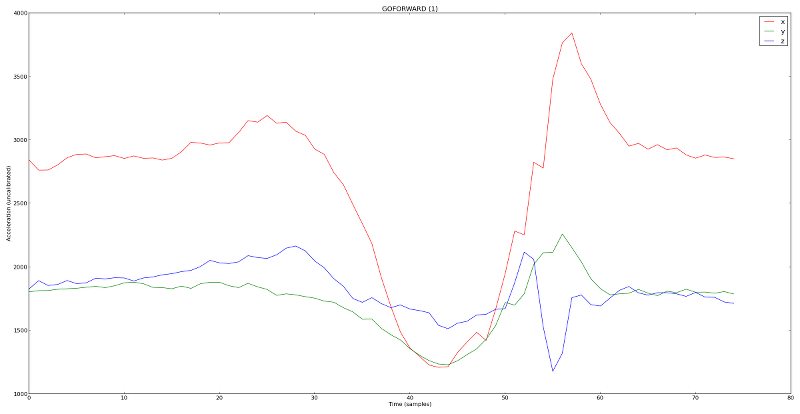 GOFORWARD (1)
4000
3500
3000
2500
2000
1500
1000
Acceleration (uncalibrated)
x
y
z
0 10 20 30 40 50 60 70 80
Time (samples)